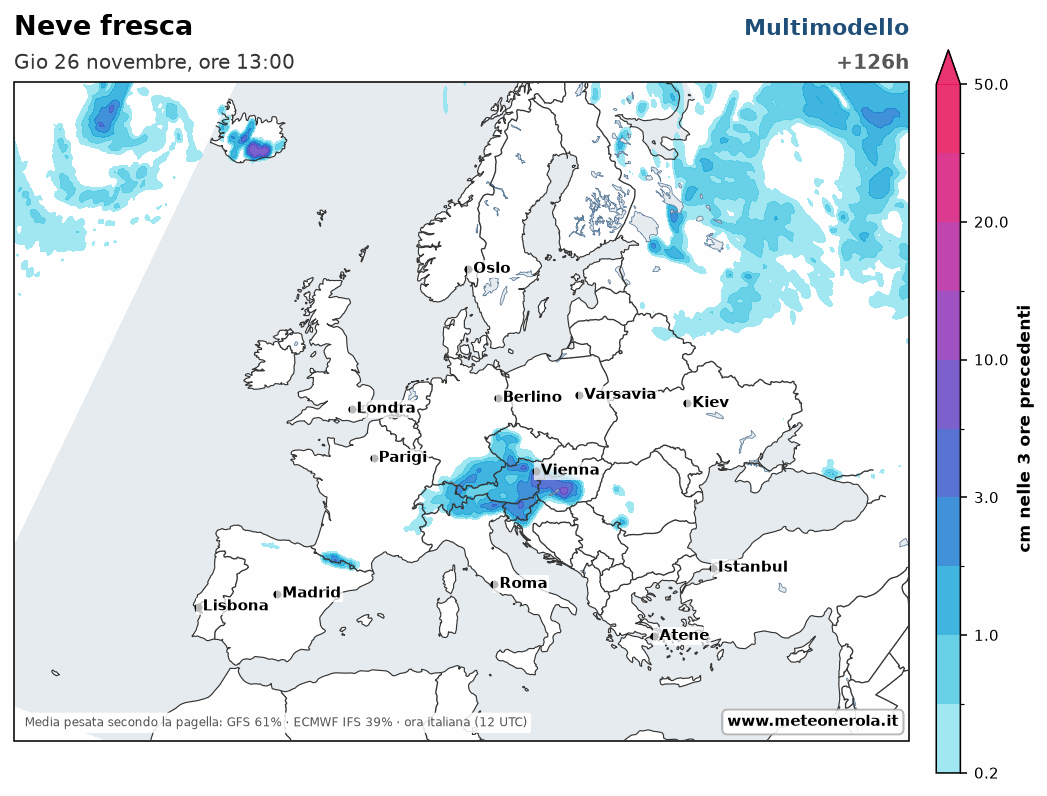 Neve fresca
Multimodello
Gio 26 novembre, ore 13:00
+126h
50.0
20.0
10.0
3.0
1.0
0.2
cm nelle 3 ore precedenti
Oslo
Berlino
Varsavia
Kiev
Londra
Parigi
Vienna
Istanbul
Roma
Madrid
Lisbona
Atene
Media pesata secondo la pagella: GFS 61% · ECMWF IFS 39% · ora italiana (12 UTC)
www.meteonerola.it